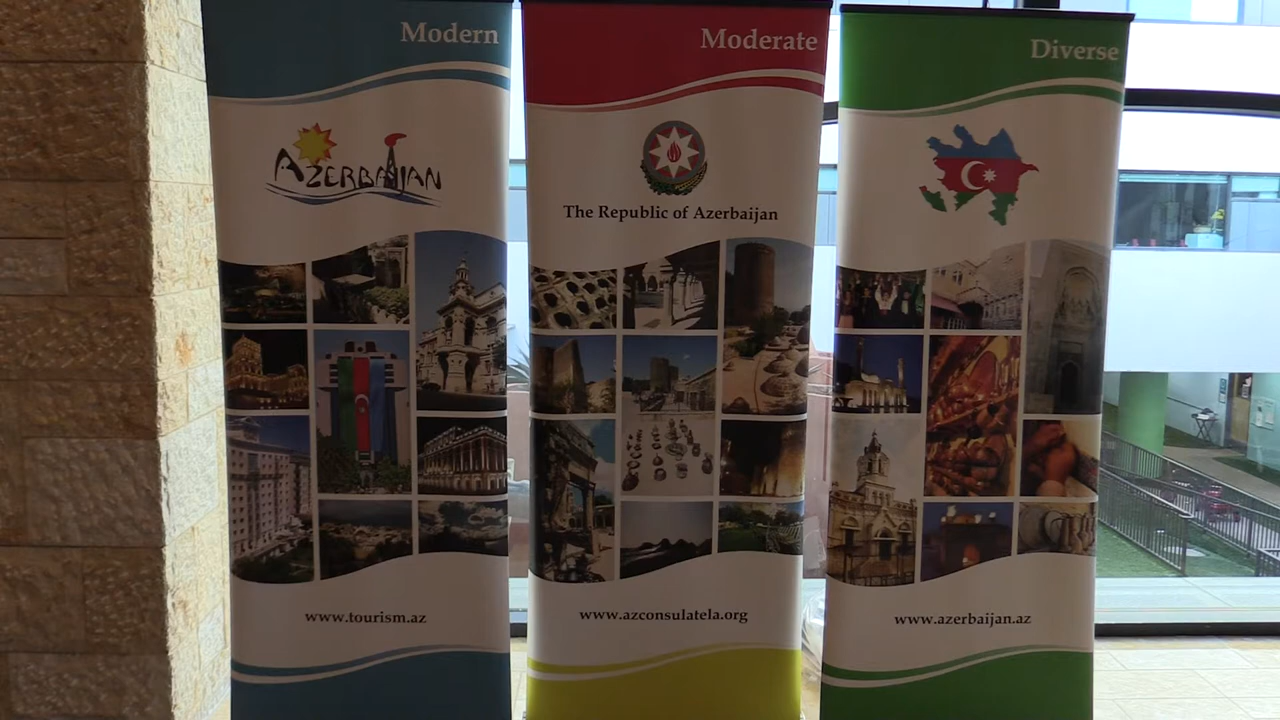 Modern
AZERBAIJAN
www.tourism.az
Moderate
The Republic of Azerbaijan
www.azconsulatela.org
Diverse
www.azerbaijan.az